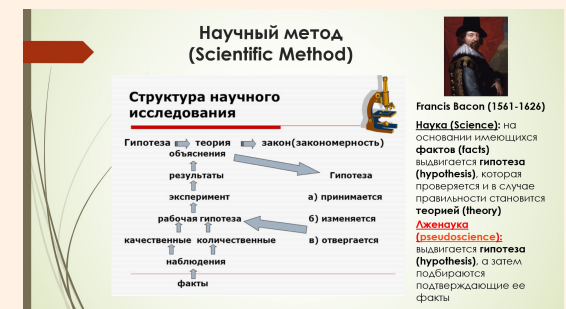 Научный метод
(Scientific Method)
Структура научного
исследования
Гипотеза теория закон(закономерность)
объяснения
результаты Гипотеза
эксперимент а) принимается
рабочая гипотеза б) изменяется
качественные количественные в) отвергается
наблюдения
факты
Francis Bacon (1561-1626)
Наука (Science): на
основании имеющихся
фактов (facts)
выдвигается гипотеза
(hypothesis), которая
проверяется и в случае
правильности становится
теорией (theory)
Лженаука
(pseudoscience):
выдвигается гипотеза
(hypothesis), а затем
подбираются
подтверждающие ее
факты